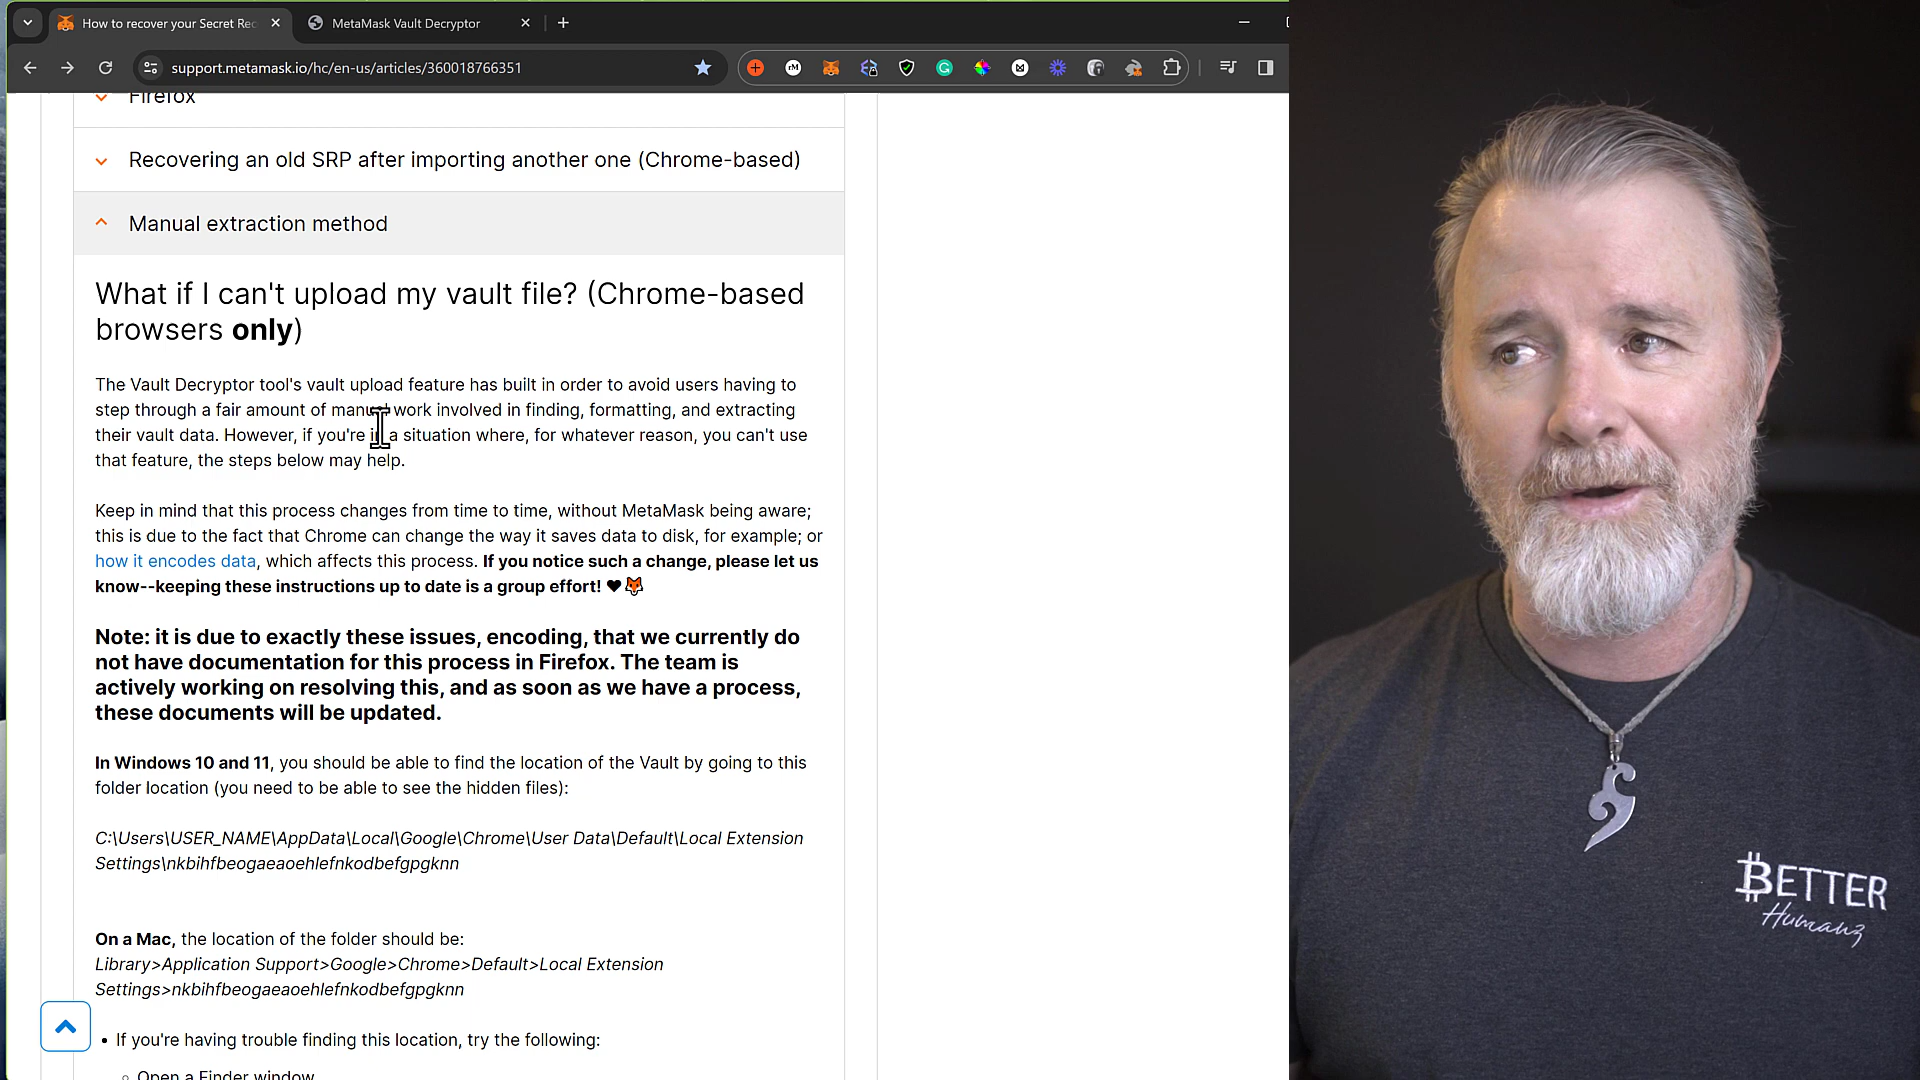 How to recover your Secret Rec
MetaMask Vault Decryptor
support.metamask.io/hc/en-us/articles/360018766351
Firefox
Recovering an old SRP after importing another one (Chrome-based)
Manual extraction method
What if I can't upload my vault file? (Chrome-based
browsers only)
The Vault Decryptor tool's vault upload feature has built in order to avoid users having to
step through a fair amount of manual work involved in finding, formatting, and extracting
their vault data. However, if you're in a situation where, for whatever reason, you can't use
that feature, the steps below may help.
Keep in mind that this process changes from time to time, without MetaMask being aware;
this is due to the fact that Chrome can change the way it saves data to disk, for example; or
how it encodes data, which affects this process. If you notice such a change, please let us
know--keeping these instructions up to date is a group effort! ♥🦊
Note: it is due to exactly these issues, encoding, that we currently do
not have documentation for this process in Firefox. The team is
actively working on resolving this, and as soon as we have a process,
these documents will be updated.
In Windows 10 and 11, you should be able to find the location of the Vault by going to this
folder location (you need to be able to see the hidden files):
C:\Users\USER_NAME\AppData\Local\Google\Chrome\User Data\Default\Local Extension
Settings\nkbihfbeogaeaoehlefnkodbefgpgknn
On a Mac, the location of the folder should be:
Library>Application Support>Google>Chrome>Default>Local Extension
Settings>nkbihfbeogaeaoehlefnkodbefgpgknn
• If you're having trouble finding this location, try the following:
Open a Finder window
BETTER
Humanz